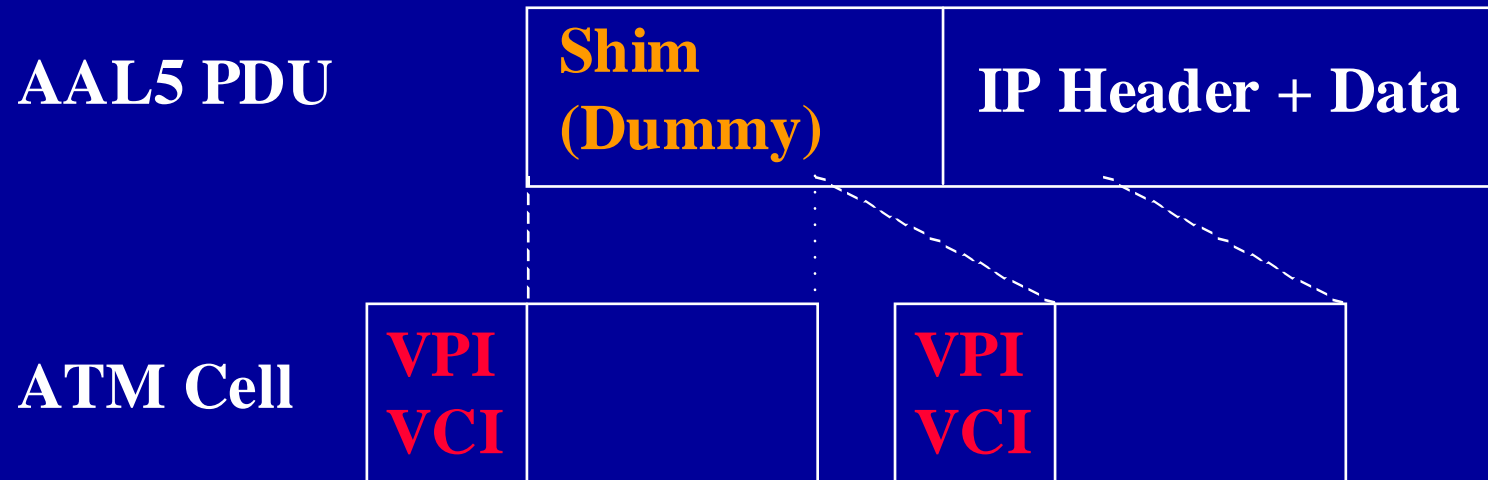 AAL5 PDU
Shim
(Dummy)
IP Header + Data
ATM Cell
VPI
VCI
VPI
VCI